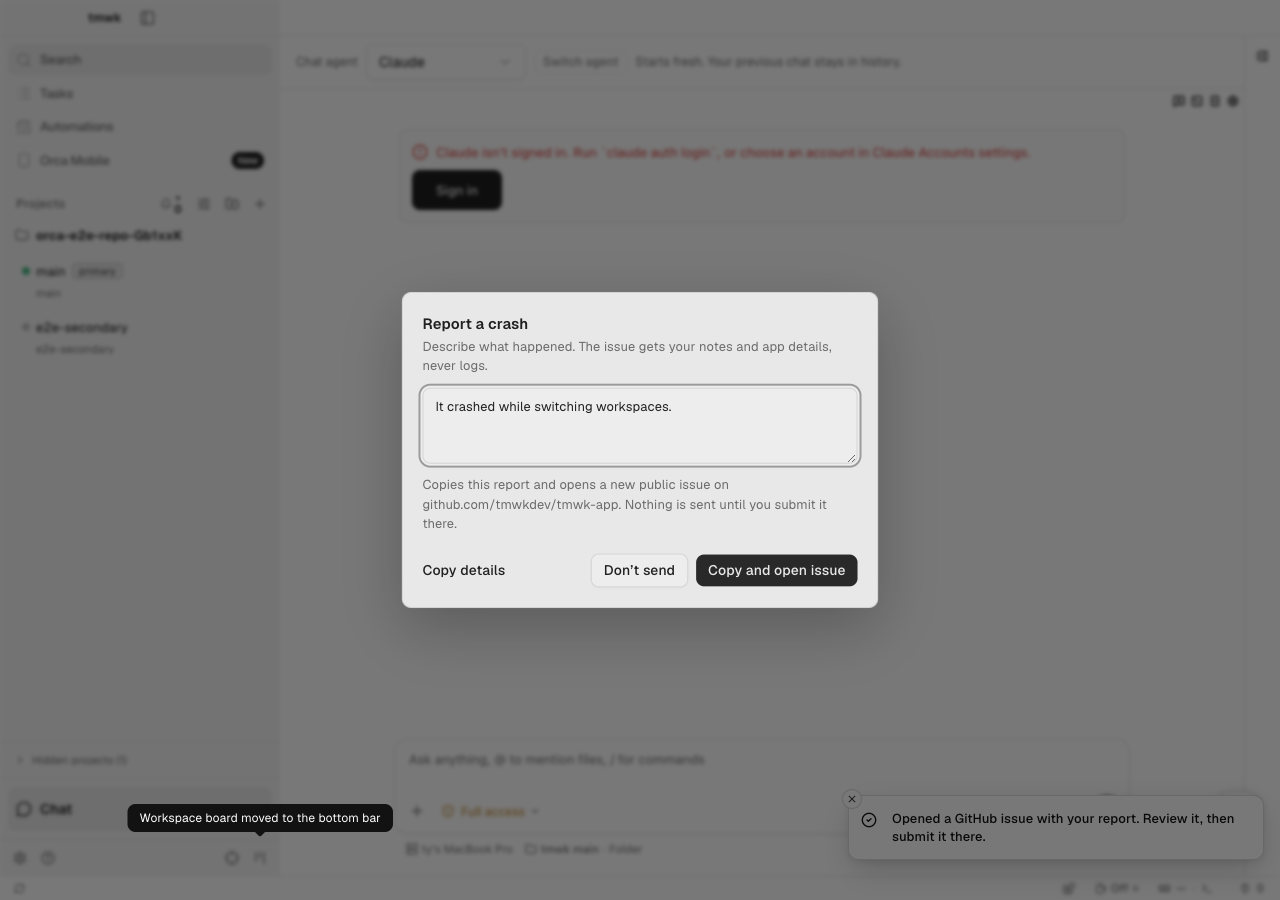 tmwk
Search
Tasks
Automations
Orca Mobile
New
Projects
main
primary
main
e2e-secondary
e2e-secondary
Hidden projects (1)
Chat
Workspace board moved to the bottom bar
Chat agent
Claude
Switch agent
Starts fresh. Your previous chat stays in history.
Claude isn't signed in. Run `claude auth login`, or choose an account in Claude Accounts settings.
Sign in
Report a crash
Describe what happened. The issue gets your notes and app details,
never logs.
It crashed while switching workspaces.
Copies this report and opens a new public issue on
github.com/tmwkdev/tmwk-app. Nothing is sent until you submit it
there.
Copy details
Don't send
Copy and open issue
Ask anything, @ to mention files, / for commands
Full access
ty's MacBook Pro
tmwk main · Folder
Opened a GitHub issue with your report. Review it, then
submit it there.
Off